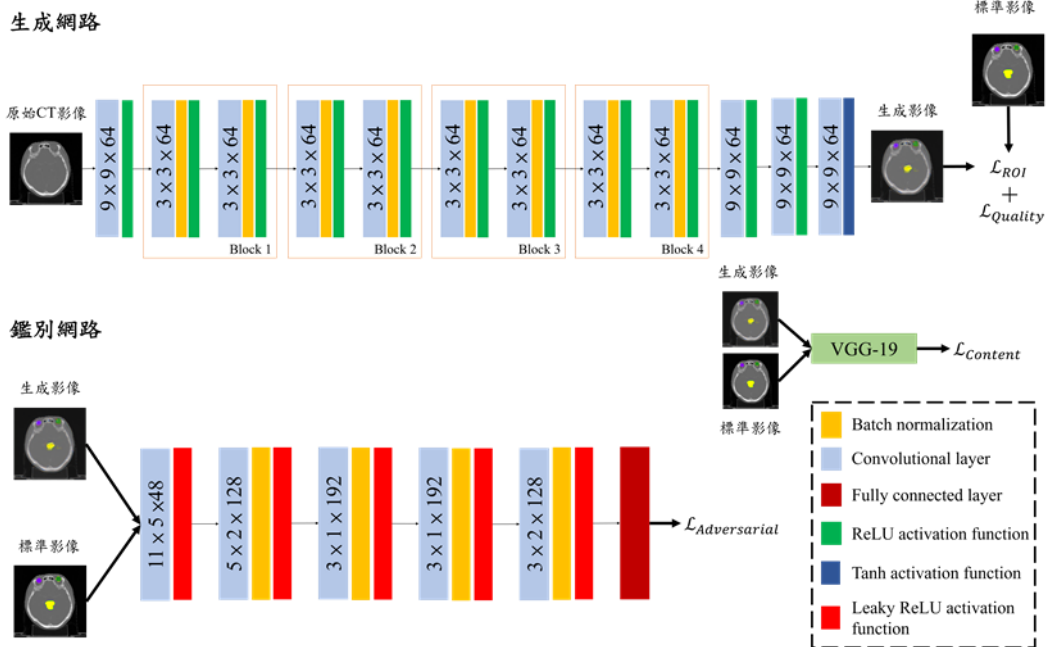 生成網路
標準影像
原始CT影像
生成影像
9 x 9 x 64
3 x 3 x 64
3 x 3 x 64
Block 1
3 x 3 x 64
3 x 3 x 64
Block 2
3 x 3 x 64
3 x 3 x 64
Block 3
3 x 3 x 64
3 x 3 x 64
Block 4
9 x 9 x 64
9 x 9 x 64
9 x 9 x 64
ℒROI
+
ℒQuality
生成影像
VGG-19
ℒContent
標準影像
鑑別網路
生成影像
標準影像
11 x 5 x48
5 x 2 x 128
3 x 1 x 192
3 x 1 x 192
3 x 2 x 128
ℒAdversarial
Batch normalization
Convolutional layer
Fully connected layer
ReLU activation function
Tanh activation function
Leaky ReLU activation
function